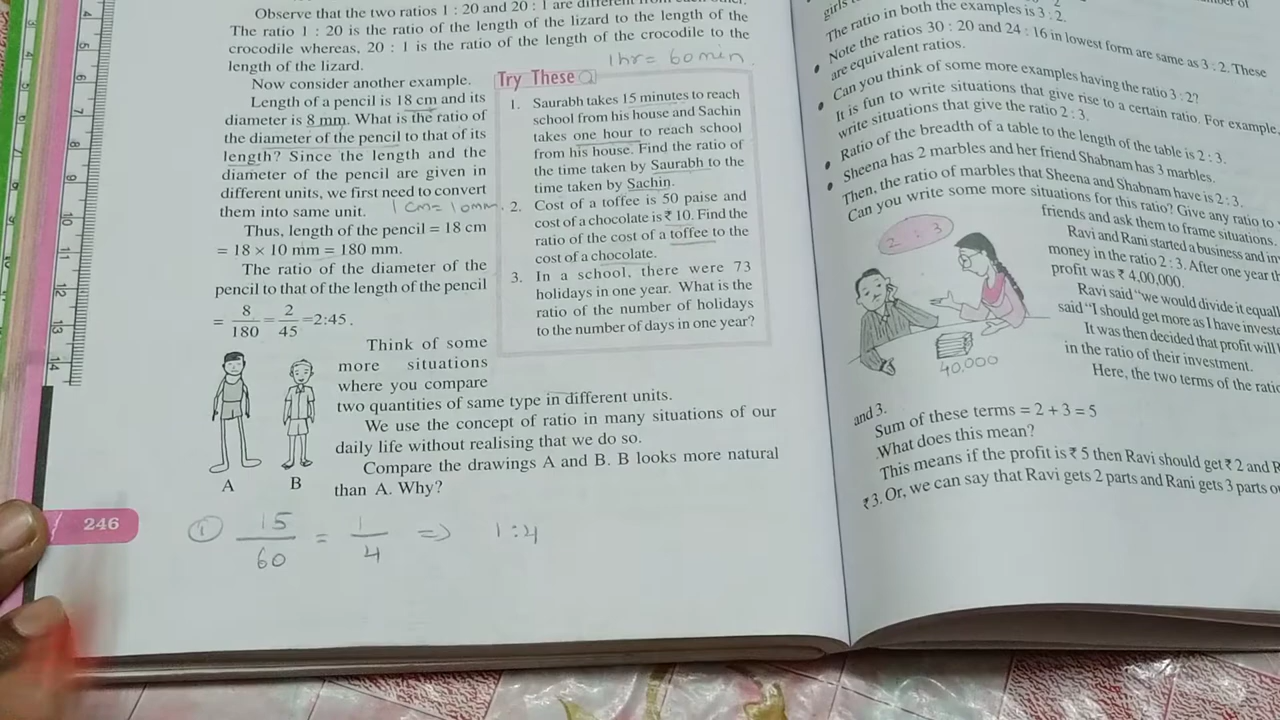 Observe that the two ratios 1 : 20 and 20 : 1 are different from each other.
The ratio 1 : 20 is the ratio of the length of the lizard to the length of the
crocodile whereas, 20 : 1 is the ratio of the length of the crocodile to the
length of the lizard.
1hr = 60min.
Now consider another example.
Length of a pencil is 18 cm and its
diameter is 8 mm. What is the ratio of
the diameter of the pencil to that of its
length? Since the length and the
diameter of the pencil are given in
different units, we first need to convert
them into same unit. 1cm = 10mm.
Thus, length of the pencil = 18 cm
= 18 × 10 mm = 180 mm.
The ratio of the diameter of the
pencil to that of the length of the pencil
= 8/180 = 2/45 = 2:45.
Try These
1. Saurabh takes 15 minutes to reach
school from his house and Sachin
takes one hour to reach school
from his house. Find the ratio of
the time taken by Saurabh to the
time taken by Sachin.
2. Cost of a toffee is 50 paise and
cost of a chocolate is ₹ 10. Find the
ratio of the cost of a toffee to the
cost of a chocolate.
3. In a school, there were 73
holidays in one year. What is the
ratio of the number of holidays
to the number of days in one year?
Think of some
more situations
where you compare
two quantities of same type in different units.
We use the concept of ratio in many situations of our
daily life without realising that we do so.
Compare the drawings A and B. B looks more natural
than A. Why?
A B
246
① 15/60 = 1/4 => 1:4
girls to
The ratio in both the examples is 3 : 2.
• Note the ratios 30 : 20 and 24 : 16 in lowest form are same as 3 : 2. These
are equivalent ratios.
• Can you think of some more examples having the ratio 3 : 2?
It is fun to write situations that give rise to a certain ratio. For example,
write situations that give the ratio 2 : 3.
• Ratio of the breadth of a table to the length of the table is 2 : 3.
• Sheena has 2 marbles and her friend Shabnam has 3 marbles.
Then, the ratio of marbles that Sheena and Shabnam have is 2 : 3.
Can you write some more situations for this ratio? Give any ratio to
friends and ask them to frame situations.
Ravi and Rani started a business and in
money in the ratio 2 : 3. After one year th
profit was ₹ 4,00,000.
Ravi said "we would divide it equall
said "I should get more as I have invest
It was then decided that profit will
in the ratio of their investment.
Here, the two terms of the ratio
2 : 3
40,000
and 3.
Sum of these terms = 2 + 3 = 5
What does this mean?
This means if the profit is ₹ 5 then Ravi should get ₹ 2 and R
₹ 3. Or, we can say that Ravi gets 2 parts and Rani gets 3 parts o